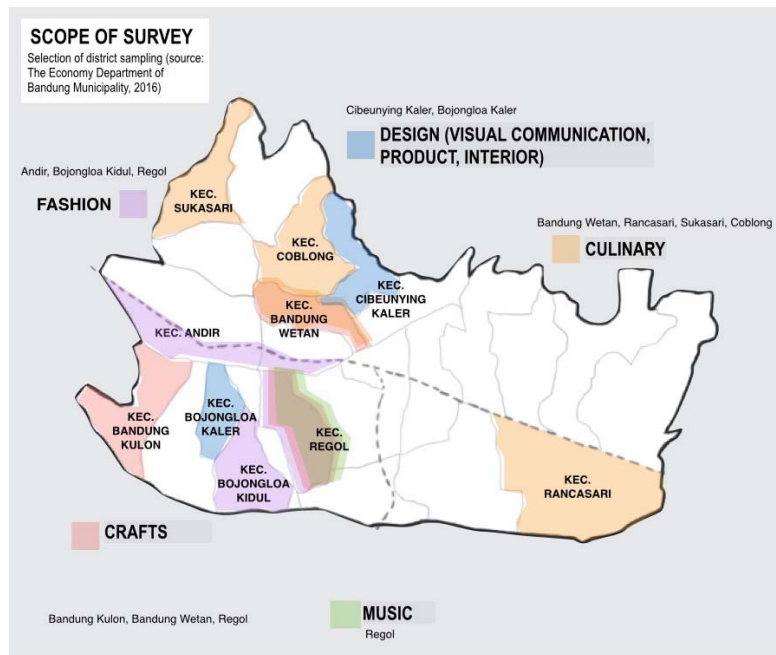 SCOPE OF SURVEY
Selection of district sampling (source:
The Economy Department of
Bandung Municipality, 2016)
Cibeunying Kaler, Bojongloa Kaler
DESIGN (VISUAL COMMUNICATION,
PRODUCT, INTERIOR)
Andir, Bojongloa Kidul, Regol
FASHION
KEC.
SUKASARI
Bandung Wetan, Rancasari, Sukasari, Coblong
CULINARY
KEC.
COBLONG
KEC.
CIBEUNYING
KALER
KEC.
BANDUNG
WETAN
KEC. ANDIR
KEC.
BANDUNG
KULON
KEC.
BOJONGLOA
KALER
KEC.
REGOL
KEC.
BOJONGLOA
KIDUL
KEC.
RANCASARI
CRAFTS
Bandung Kulon, Bandung Wetan, Regol
MUSIC
Regol